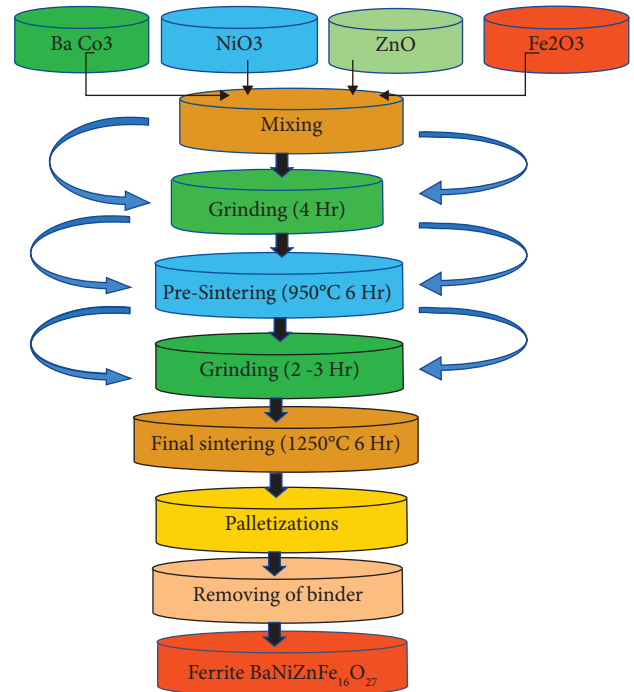 Ba Co3
NiO3
ZnO
Fe2O3
Mixing
Grinding (4 Hr)
Pre-Sintering (950°C 6 Hr)
Grinding (2 -3 Hr)
Final sintering (1250°C 6 Hr)
Palletizations
Removing of binder
Ferrite BaNiZnFe₁₆O₂₇